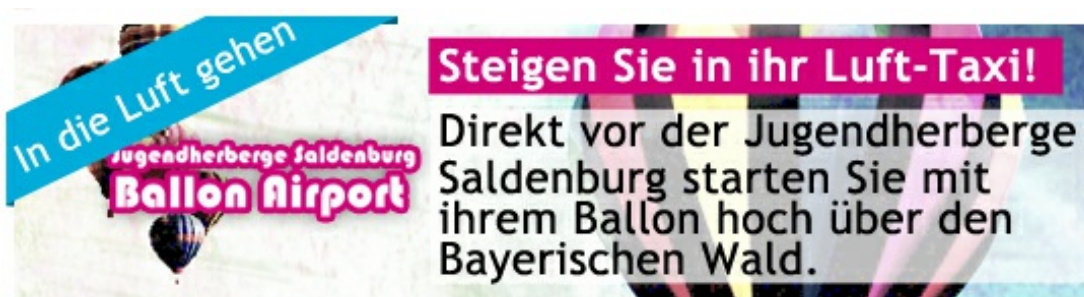 In die Luft gehen
Jugendherberge Saldenburg
Ballon Airport
Steigen Sie in ihr Luft-Taxi!
Direkt vor der Jugendherberge
Saldenburg starten Sie mit
ihrem Ballon hoch über den
Bayerischen Wald.